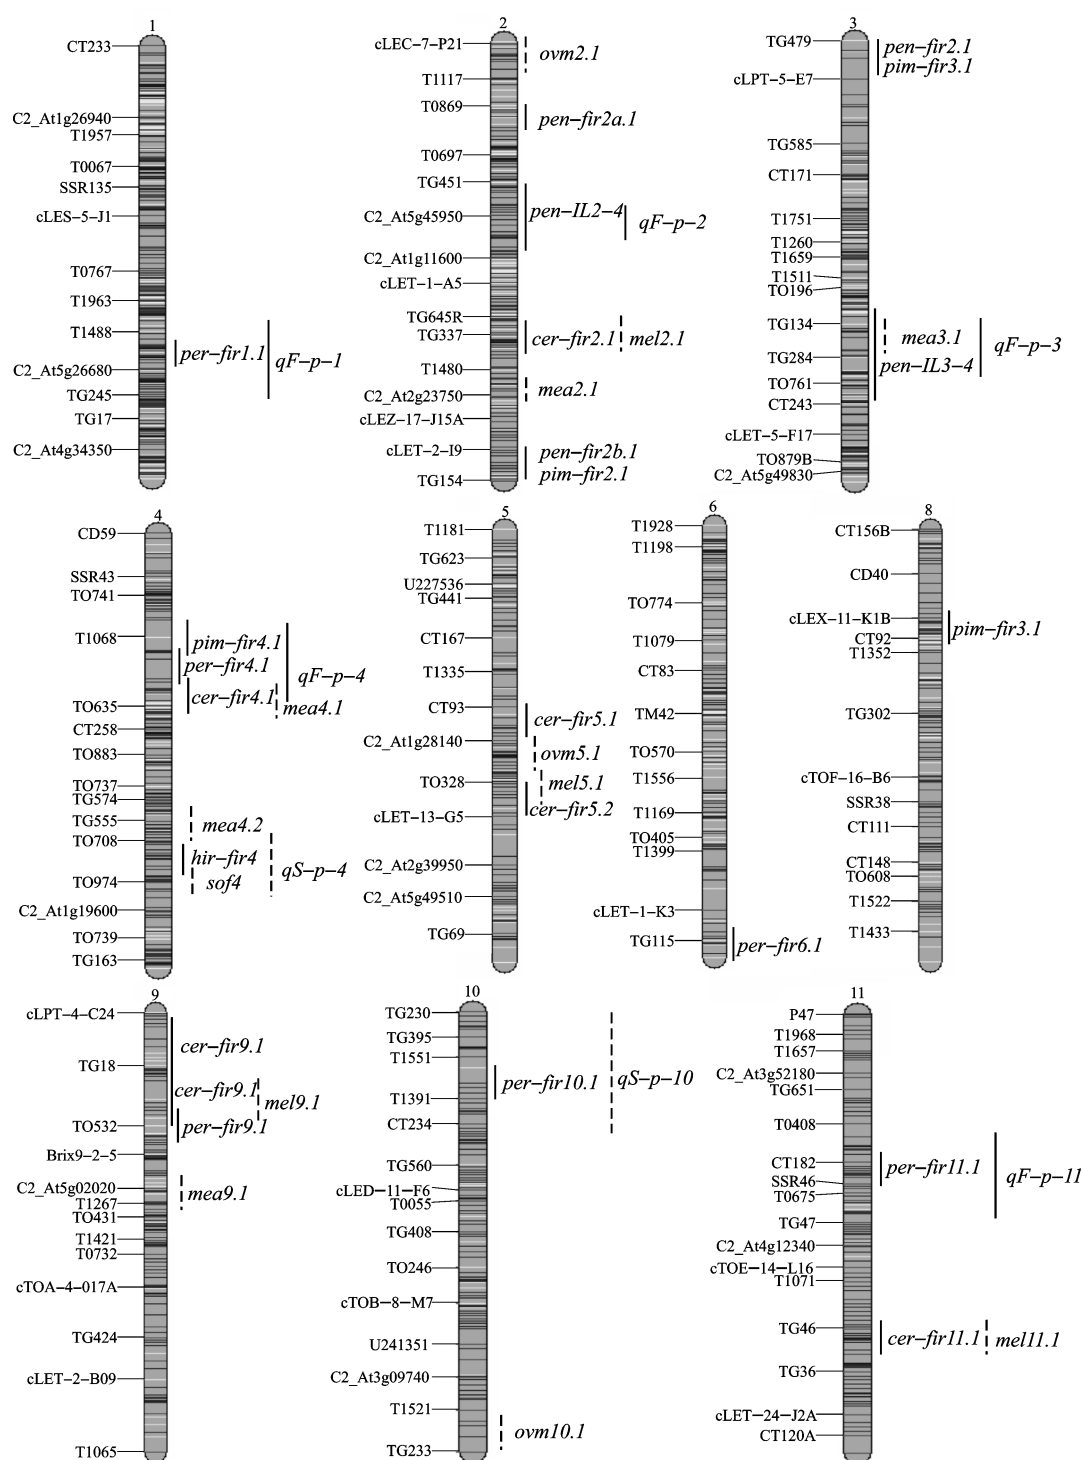 1
CT233
C2_At1g26940
T1957
T0067
SSR135
cLES-5-J1
T0767
T1963
T1488
C2_At5g26680
TG245
TG17
C2_At4g34350
per-fir1.1
qF-p-1
2
cLEC-7-P21
T1117
T0869
T0697
TG451
C2_At5g45950
C2_At1g11600
cLET-1-A5
TG645R
TG337
T1480
C2_At2g23750
cLEZ-17-J15A
cLET-2-I9
TG154
ovm2.1
pen-fir2a.1
pen-IL2-4
qF-p-2
cer-fir2.1
mel2.1
mea2.1
pen-fir2b.1
pim-fir2.1
3
TG479
cLPT-5-E7
TG585
CT171
T1751
T1260
T1659
T1511
TO196
TG134
TG284
TO761
CT243
cLET-5-F17
TO879B
C2_At5g49830
pen-fir2.1
pim-fir3.1
mea3.1
pen-IL3-4
qF-p-3
4
CD59
SSR43
TO741
T1068
TO635
CT258
TO883
TO737
TG574
TG555
TO708
TO974
C2_At1g19600
TO739
TG163
pim-fir4.1
per-fir4.1
qF-p-4
cer-fir4.1
mea4.1
mea4.2
hir-fir4
sof4
qS-p-4
5
T1181
TG623
U227536
TG441
CT167
T1335
CT93
C2_At1g28140
TO328
cLET-13-G5
C2_At2g39950
C2_At5g49510
TG69
cer-fir5.1
ovm5.1
mel5.1
cer-fir5.2
6
T1928
T1198
TO774
T1079
CT83
TM42
TO570
T1556
T1169
TO405
T1399
cLET-1-K3
TG115
per-fir6.1
8
CT156B
CD40
cLEX-11-K1B
CT92
T1352
TG302
cTOF-16-B6
SSR38
CT111
CT148
TO608
T1522
T1433
pim-fir3.1
9
cLPT-4-C24
TG18
TO532
Brix9-2-5
C2_At5g02020
T1267
TO431
T1421
T0732
cTOA-4-017A
TG424
cLET-2-B09
T1065
cer-fir9.1
cer-fir9.1
mel9.1
per-fir9.1
mea9.1
10
TG230
TG395
T1551
T1391
CT234
TG560
cLED-11-F6
T0055
TG408
TO246
cTOB-8-M7
U241351
C2_At3g09740
T1521
TG233
per-fir10.1
qS-p-10
ovm10.1
11
P47
T1968
T1657
C2_At3g52180
TG651
T0408
CT182
SSR46
T0675
TG47
C2_At4g12340
cTOE-14-L16
T1071
TG46
TG36
cLET-24-J2A
CT120A
per-fir11.1
qF-p-11
cer-fir11.1
mel11.1